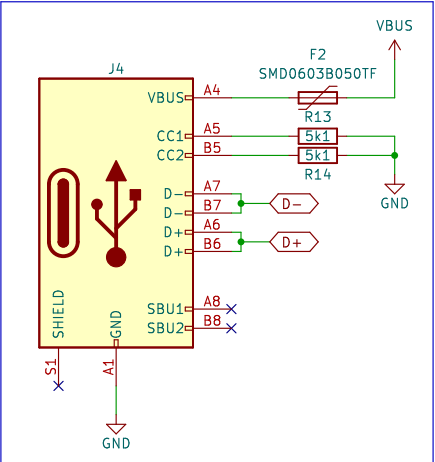 VBUS
F2
SMD0603B050TF
J4
VBUS A4
R13
CC1 A5 5k1
CC2 B5 5k1
R14
GND
D- A7
D- B7 D-
D+ A6
D+ B6 D+
SBU1 A8
SBU2 B8
SHIELD
GND
S1
A1
GND